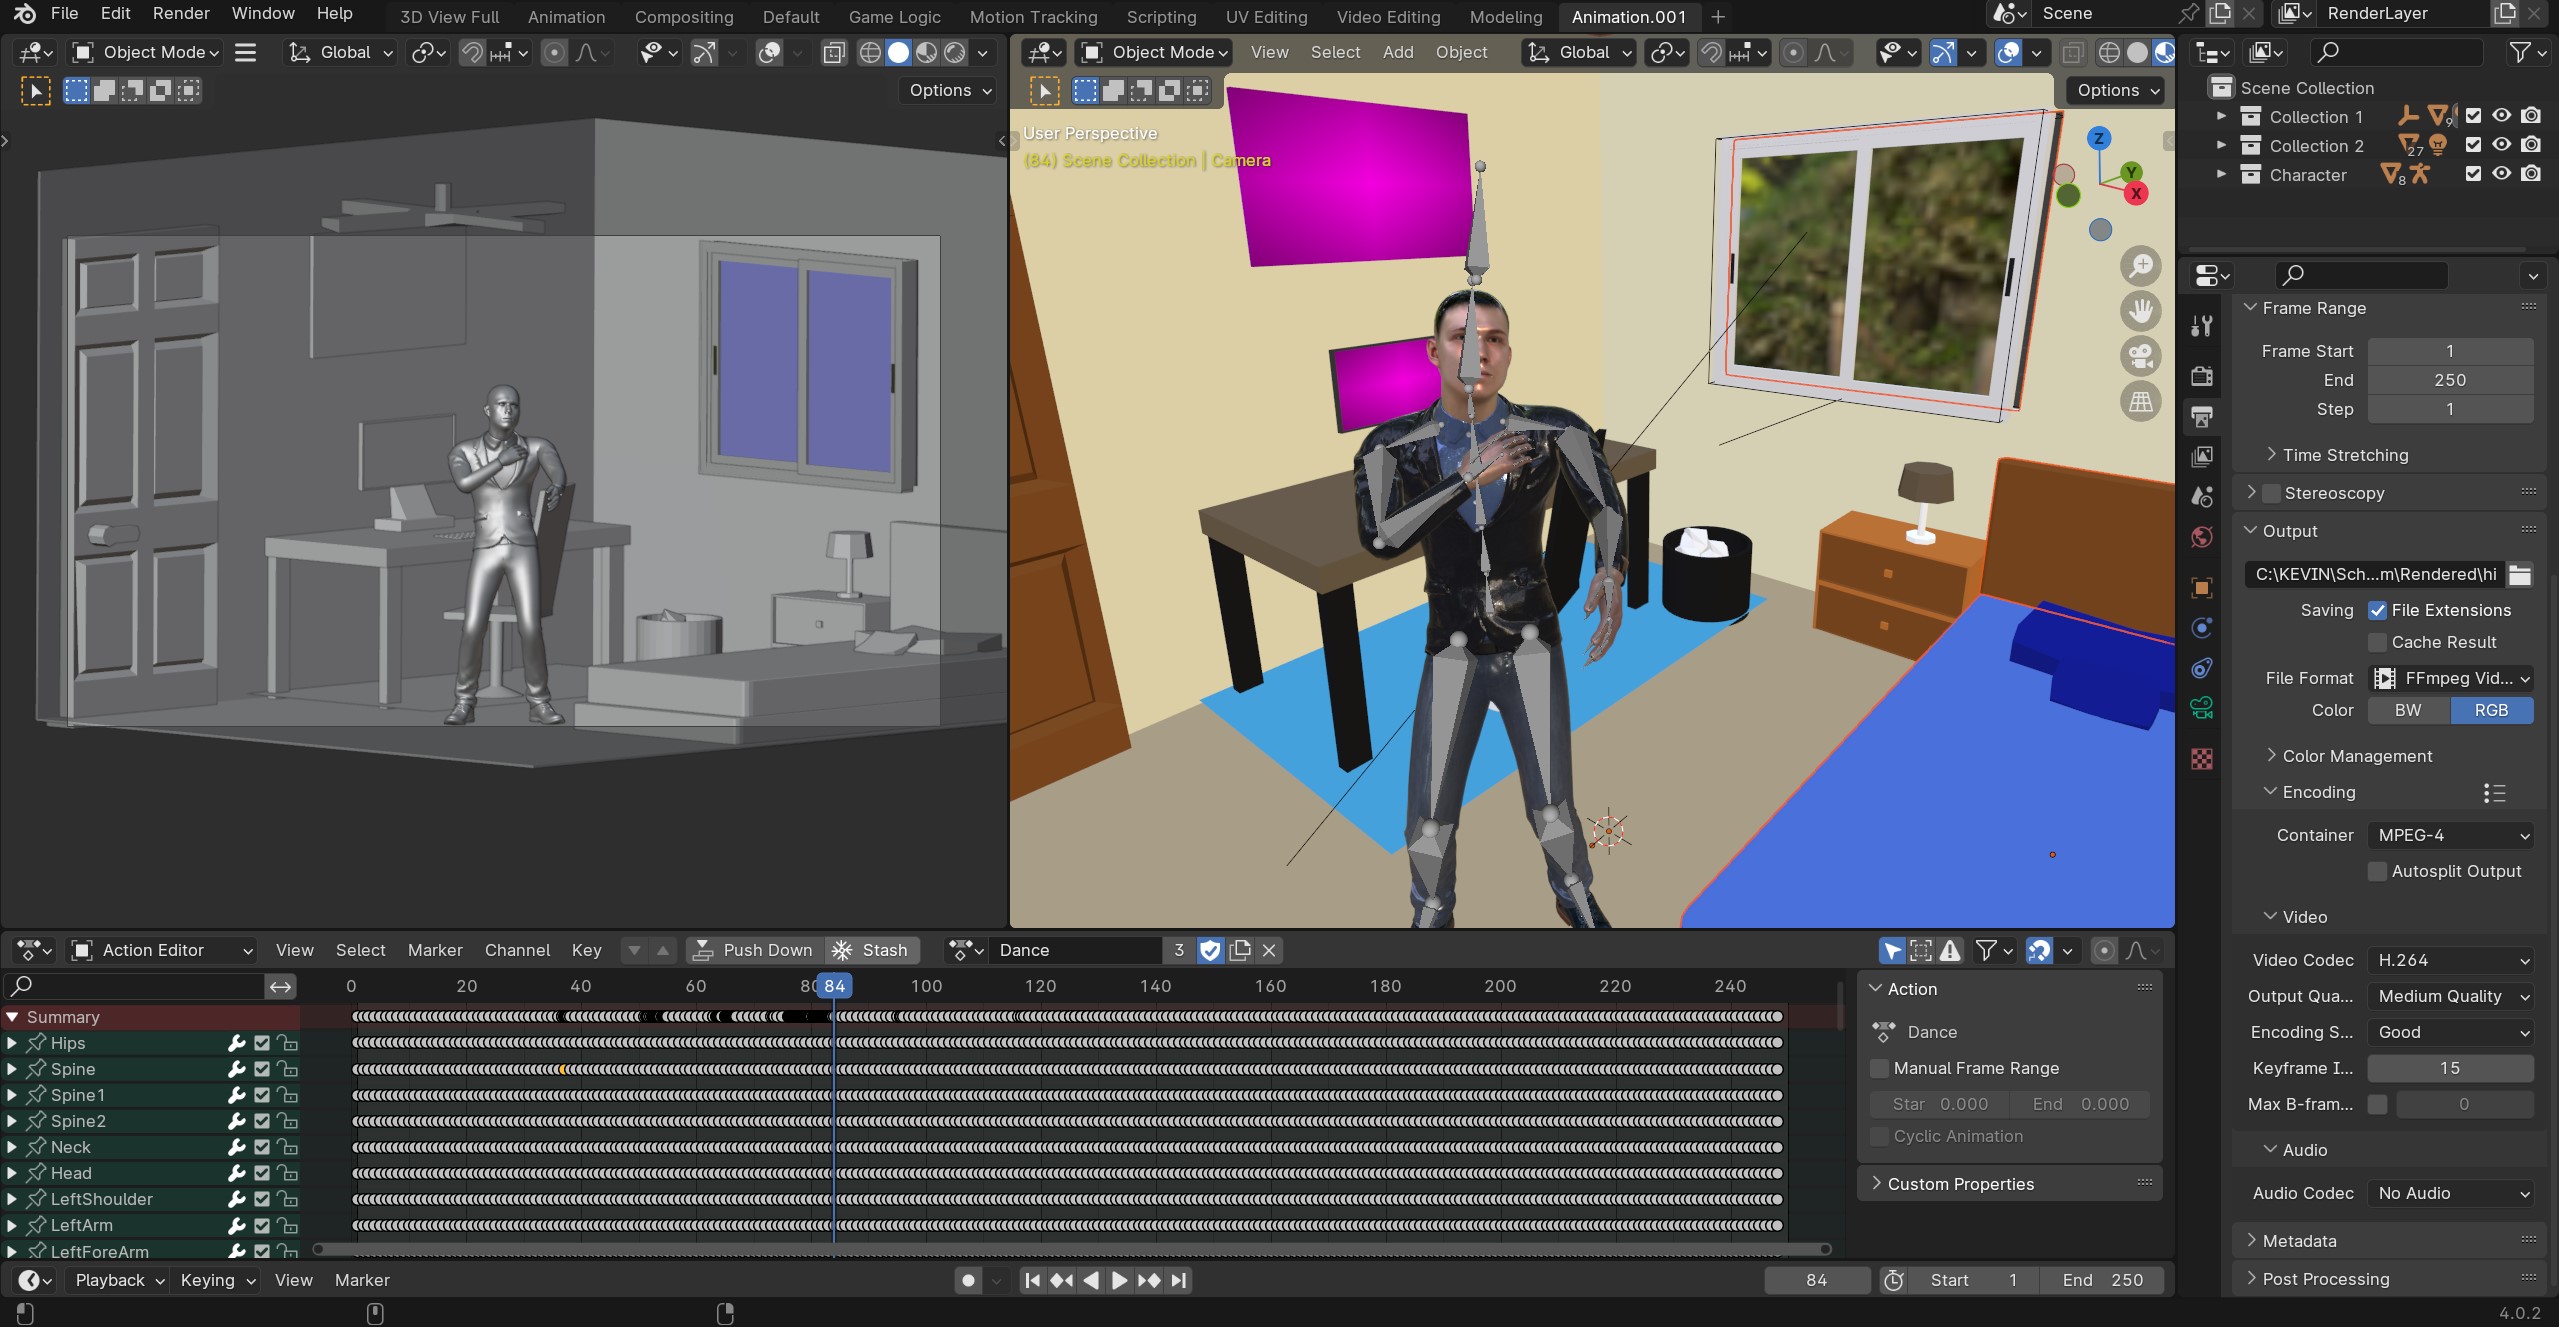 File Edit Render Window Help 3D View Full Animation Compositing Default Game Logic Motion Tracking Scripting UV Editing Video Editing Modeling Animation.001 + Scene RenderLayer
Object Mode Global Object Mode View Select Add Object Global
Options Options
Scene Collection
Collection 1 9
Collection 2 27
Character 8
User Perspective
(84) Scene Collection | Camera
Z
Y
X
Frame Range
Frame Start 1
End 250
Step 1
Time Stretching
Stereoscopy
Output
C:\KEVIN\Sch...m\Rendered\hi
Saving File Extensions
Cache Result
File Format FFmpeg Vid...
Color BW RGB
Color Management
Encoding
Container MPEG-4
Autosplit Output
Video
Video Codec H.264
Output Qua... Medium Quality
Encoding S... Good
Keyframe I... 15
Max B-fram... 0
Audio
Audio Codec No Audio
Metadata
Post Processing
Action Editor View Select Marker Channel Key Push Down Stash Dance 3
0 20 40 60 80 84 100 120 140 160 180 200 220 240
Summary
Hips
Spine
Spine1
Spine2
Neck
Head
LeftShoulder
LeftArm
LeftForeArm
Action
Dance
Manual Frame Range
Star 0.000 End 0.000
Cyclic Animation
Custom Properties
Playback Keying View Marker 84 Start 1 End 250
4.0.2